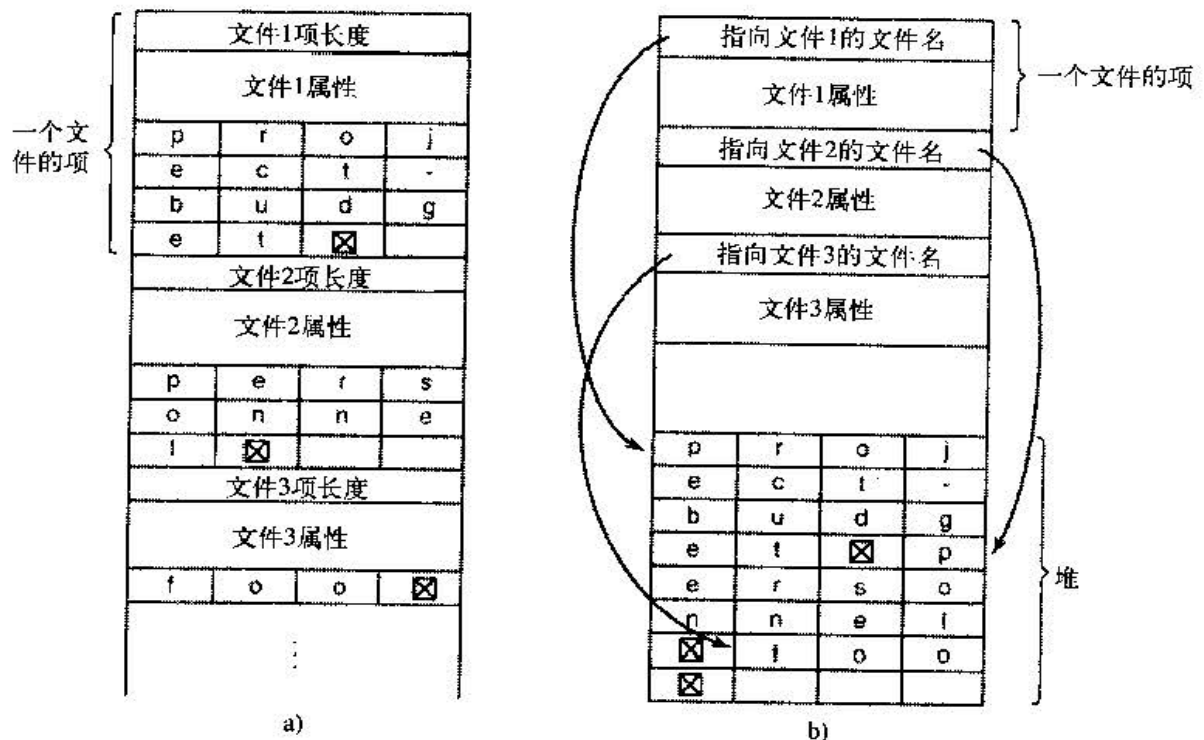 文件1项长度
文件1属性
一个文
件的项
p r o j
e c t -
b u d g
e t ☒
文件2项长度
文件2属性
p e r s
o n n e
l ☒
文件3项长度
文件3属性
f o o ☒
⋮
a)
指向文件1的文件名
文件1属性
一个文件的项
指向文件2的文件名
文件2属性
指向文件3的文件名
文件3属性
p r o j
e c t -
b u d g
e t ☒ p
e r s o
n n e l
☒ f o o
☒
堆
b)